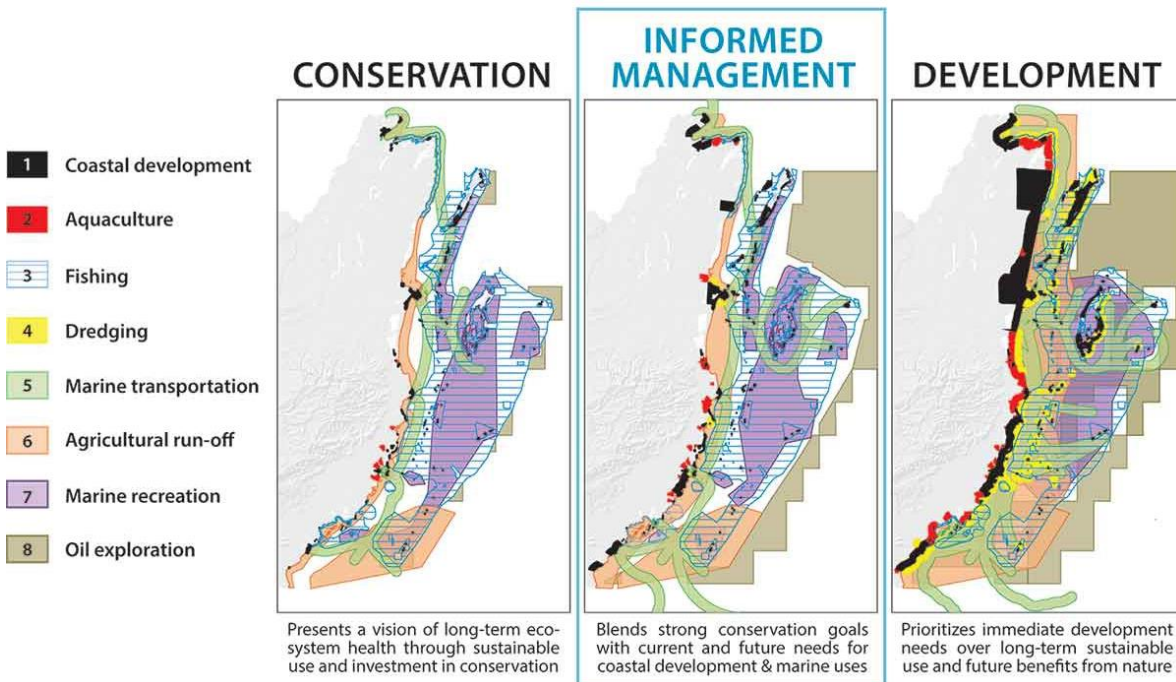 INFORMED
MANAGEMENT
CONSERVATION
DEVELOPMENT
1 Coastal development
2 Aquaculture
3 Fishing
4 Dredging
5 Marine transportation
6 Agricultural run-off
7 Marine recreation
8 Oil exploration
Presents a vision of long-term eco-
system health through sustainable
use and investment in conservation
Blends strong conservation goals
with current and future needs for
coastal development & marine uses
Prioritizes immediate development
needs over long-term sustainable
use and future benefits from nature